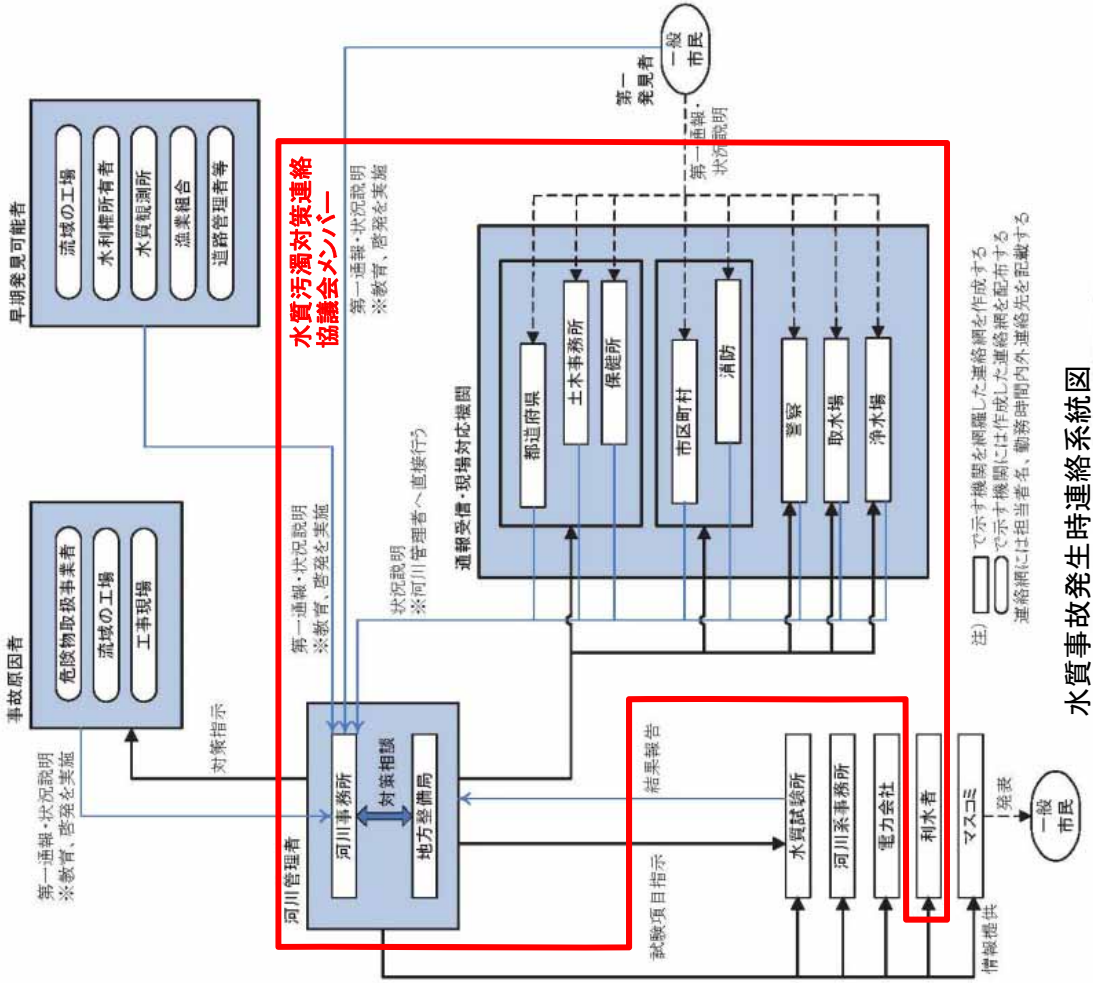 事故原因者
危険物取扱事業者
流域の工場
工事現場
早期発見可能者
流域の工場
水利権所有者
水質観測所
漁業組合
道路管理者等
第一通報・状況説明
※教育、啓発を実施
対策指示
河川管理者
河川事務所
対策相談
地方整備局
第一通報・状況説明
※教育、啓発を実施
水質汚濁対策連絡
協議会メンバー
第一通報・状況説明
※教育、啓発を実施
状況説明
※河川管理者へ直接行う
第一
発見者
一般
市民
第一通報・
状況説明
通報受信・現場対応機関
都道府県
土木事務所
保健所
市区町村
消防
警察
取水場
浄水場
試験項目指示
結果報告
水質試験所
河川系事務所
電力会社
利水者
マスコミ
情報提供
発表
一般
市民
注）で示す機関を網羅した連絡網を作成する
で示す機関には作成した連絡網を配布する
連絡網には担当者名、勤務時間内外連絡先を記載する
水質事故発生時連絡系統図